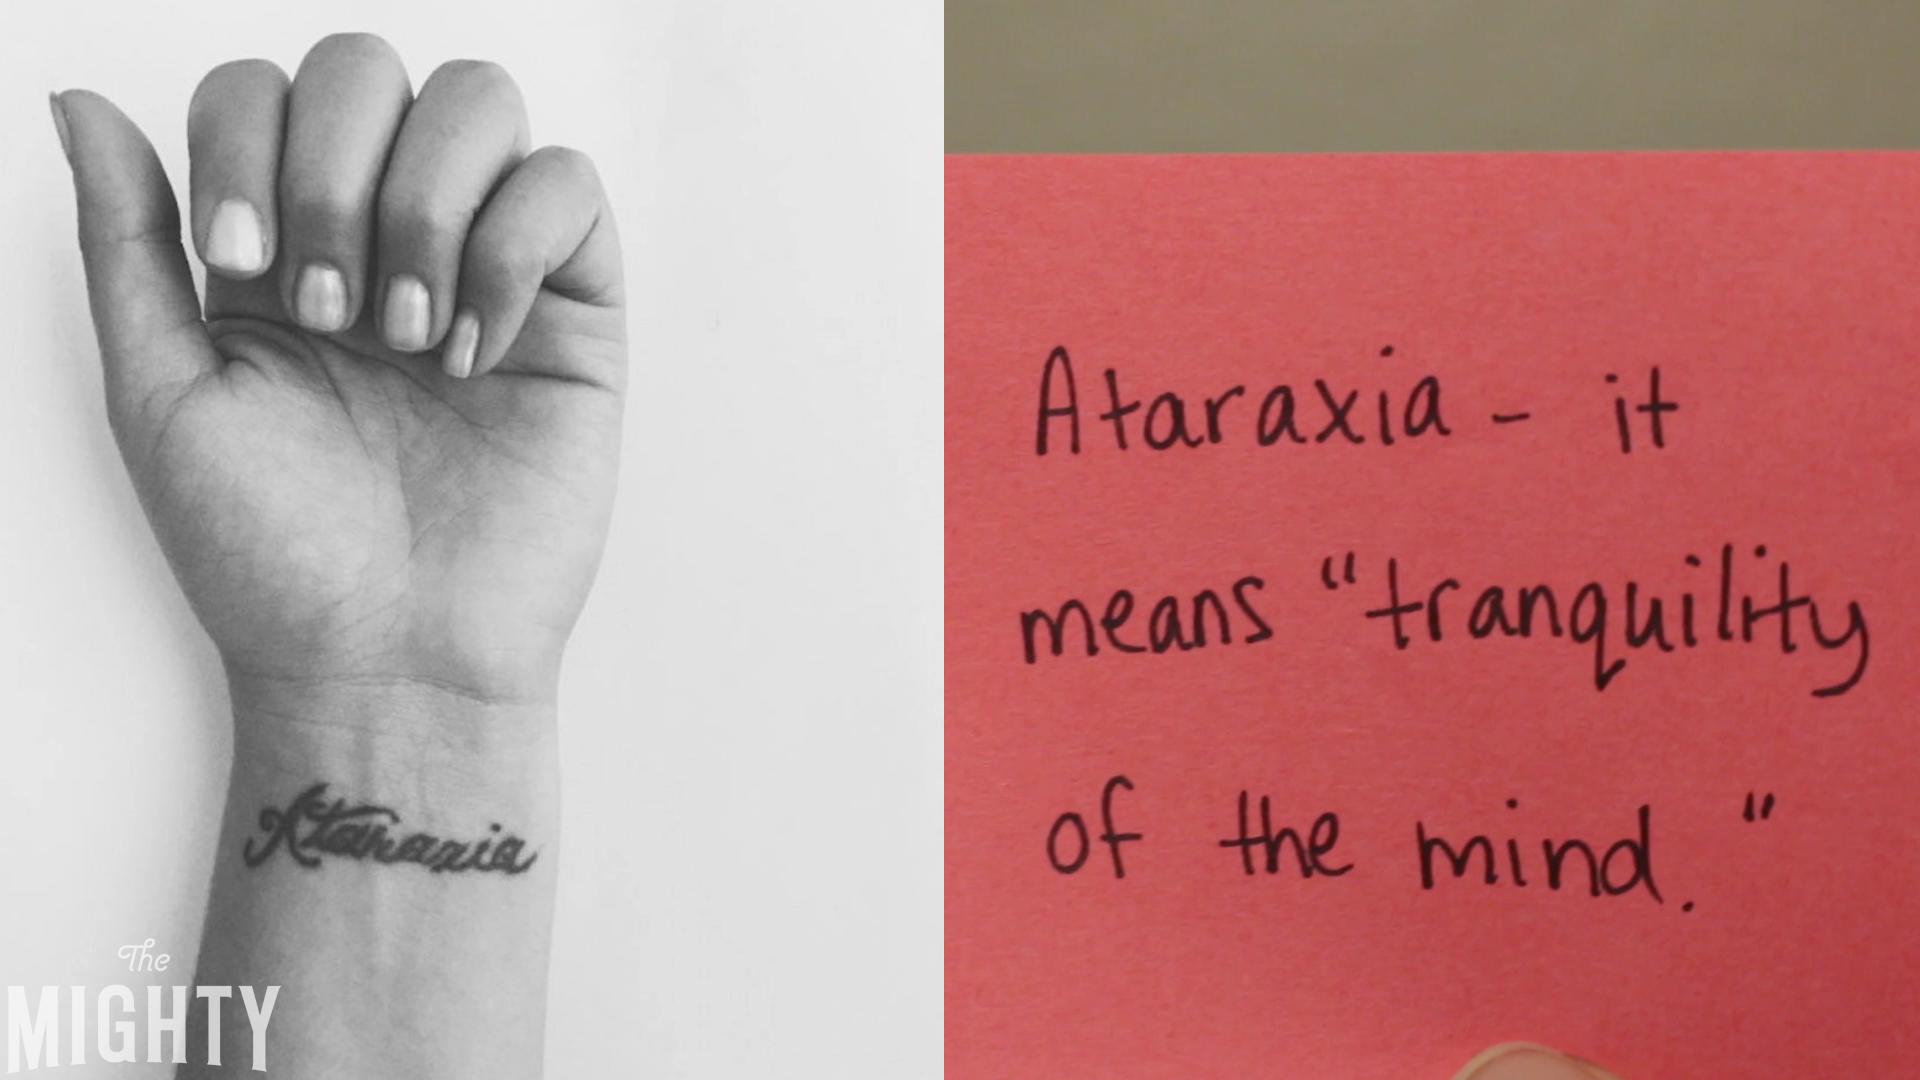 Ataraxia
The
MIGHTY
Ataraxia - it
means "tranquility
of the mind."